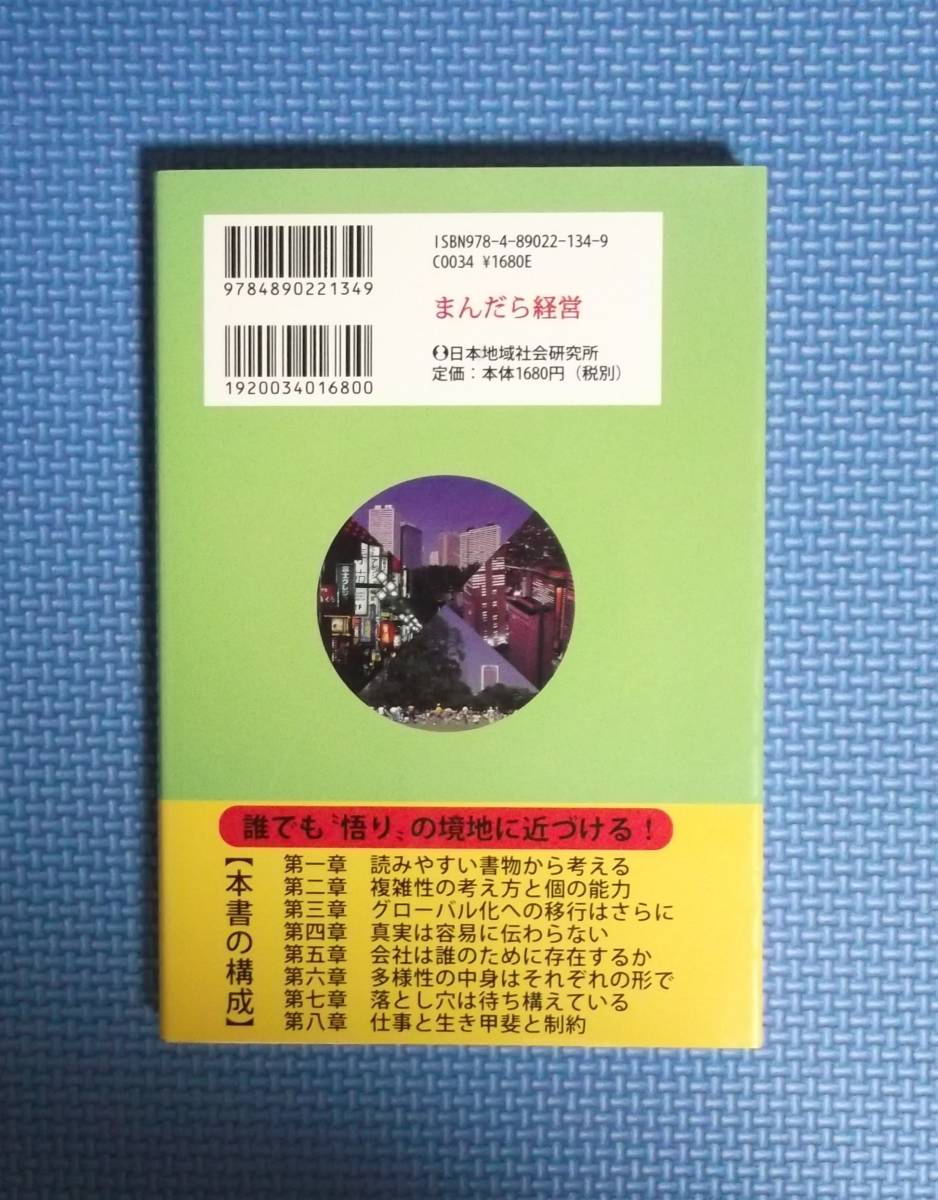 ISBN978-4-89022-134-9
C0034 ¥1680E
9784890221349
まんだら経営
日本地域社会研究所
定価：本体1680円（税別）
1920034016800
富士フレ
誰でも〝悟り〟の境地に近づける！
【本書の構成】
第一章 読みやすい書物から考える
第二章 複雑性の考え方と個の能力
第三章 グローバル化への移行はさらに
第四章 真実は容易に伝わらない
第五章 会社は誰のために存在するか
第六章 多様性の中身はそれぞれの形で
第七章 落とし穴は待ち構えている
第八章 仕事と生き甲斐と制約